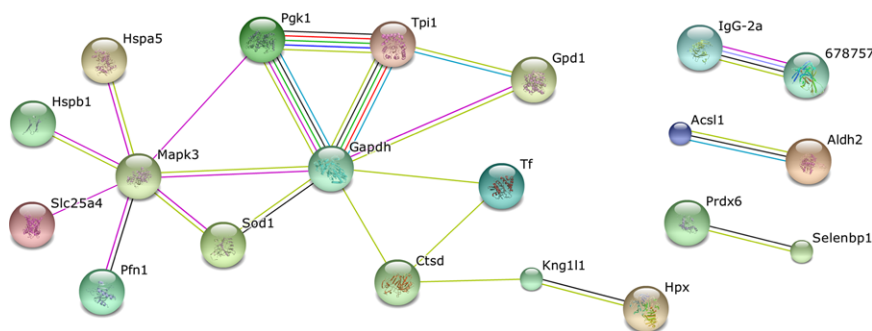 Pgk1
Tpi1
IgG-2a
Hspa5
678757
Gpd1
Hspb1
Acsl1
Aldh2
Gapdh
Mapk3
Tf
Prdx6
Slc25a4
Sod1
Selenbp1
Ctsd
Kng1l1
Pfn1
Hpx